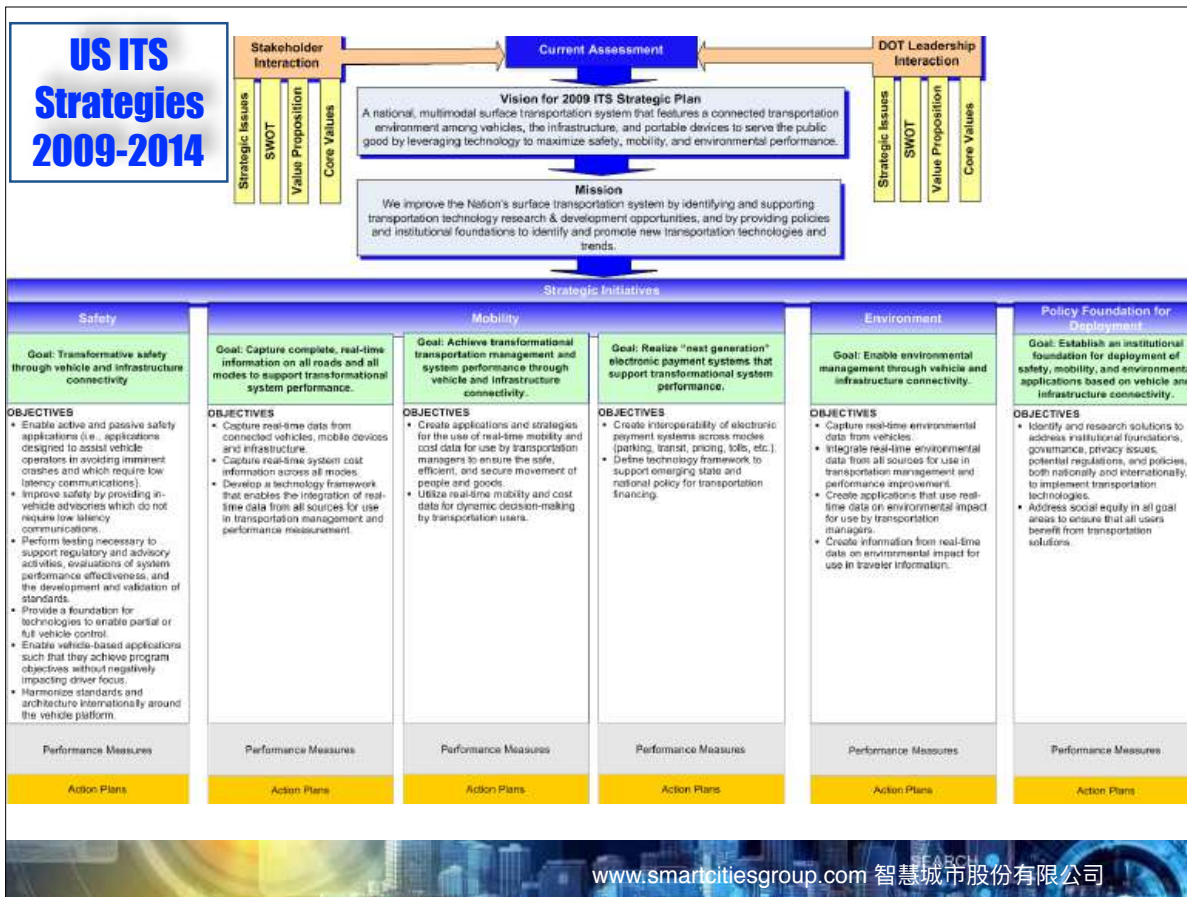 US ITS
Strategies
2009-2014
Stakeholder
Interaction
Strategic Issues
SWOT
Value Proposition
Core Values
Current Assessment
DOT Leadership
Interaction
Strategic Issues
SWOT
Value Proposition
Core Values
Vision for 2009 ITS Strategic Plan
A national, multimodal surface transportation system that features a connected transportation
environment among vehicles, the infrastructure, and portable devices to serve the public
good by leveraging technology to maximize safety, mobility, and environmental performance.
Mission
We improve the Nation's surface transportation system by identifying and supporting
transportation technology research & development opportunities, and by providing policies
and institutional foundations to identify and promote new transportation technologies and
trends.
Strategic Initiatives
Safety
Goal: Transformative safety
through vehicle and infrastructure
connectivity
OBJECTIVES
• Enable active and passive safety
applications (i.e., applications
designed to assist vehicle
operators in avoiding imminent
crashes and which require low
latency communications).
• Improve safety by providing in-
vehicle advisories which do not
require low latency
communications.
• Perform testing necessary to
support regulatory and advisory
activities, evaluations of system
performance effectiveness, and
the development and validation of
standards.
• Provide a foundation for
technologies to enable partial or
full vehicle control.
• Enable vehicle-based applications
such that they achieve program
objectives without negatively
impacting driver focus.
• Harmonize standards and
architecture internationally around
the vehicle platform.
Performance Measures
Action Plans
Mobility
Goal: Capture complete, real-time
information on all roads and all
modes to support transformational
system performance.
OBJECTIVES
• Capture real-time data from
connected vehicles, mobile devices
and infrastructure.
• Capture real-time system cost
information across all modes.
• Develop a technology framework
that enables the integration of real-
time data from all sources for use
in transportation management and
performance measurement.
Performance Measures
Action Plans
Goal: Achieve transformational
transportation management and
system performance through
vehicle and infrastructure
connectivity.
OBJECTIVES
• Create applications and strategies
for the use of real-time mobility and
cost data for use by transportation
managers to ensure the safe,
efficient, and secure movement of
people and goods.
• Utilize real-time mobility and cost
data for dynamic decision-making
by transportation users.
Performance Measures
Action Plans
Goal: Realize "next generation"
electronic payment systems that
support transformational system
performance.
OBJECTIVES
• Create interoperability of electronic
payment systems across modes
(parking, transit, pricing, tolls, etc.).
• Define technology framework to
support emerging state and
national policy for transportation
financing.
Performance Measures
Action Plans
Environment
Goal: Enable environmental
management through vehicle and
infrastructure connectivity.
OBJECTIVES
• Capture real-time environmental
data from vehicles.
• Integrate real-time environmental
data from all sources for use in
transportation management and
performance improvement.
• Create applications that use real-
time data on environmental impact
for use by transportation
managers.
• Create information from real-time
data on environmental impact for
use in traveler information.
Performance Measures
Action Plans
Policy Foundation for
Deployment
Goal: Establish an institutional
foundation for deployment of
safety, mobility, and environmenta
applications based on vehicle and
infrastructure connectivity.
OBJECTIVES
• Identify and research solutions to
address institutional foundations,
governance, privacy issues,
potential regulations, and policies,
both nationally and internationally,
to implement transportation
technologies.
• Address social equity in all goal
areas to ensure that all users
benefit from transportation
solutions.
Performance Measures
Action Plans
SEARCH
www.smartcitiesgroup.com 智慧城市股份有限公司